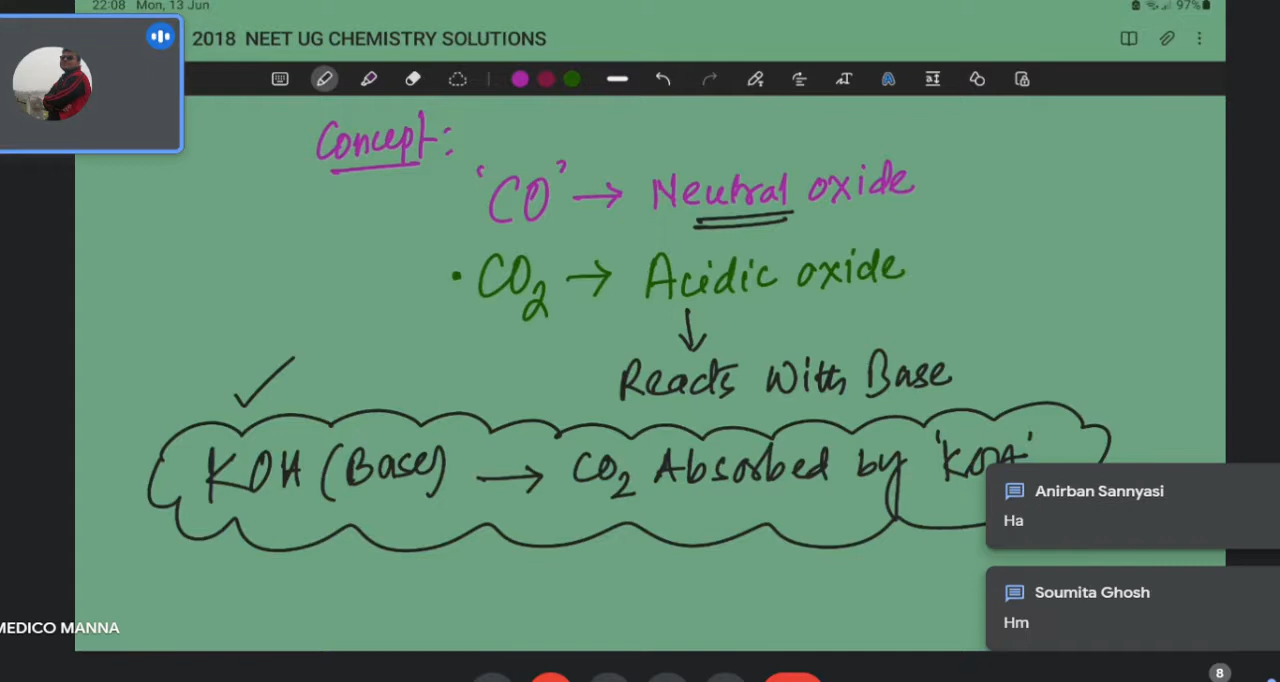 22:08 Mon, 13 Jun
97%
2018 NEET UG CHEMISTRY SOLUTIONS
Concept:
'CO' → Neutral oxide
• CO2 → Acidic oxide
↓
Reacts With Base
KOH (Base) → CO2 Absorbed by 'KOH'
Anirban Sannyasi
Ha
Soumita Ghosh
Hm
MEDICO MANNA
8